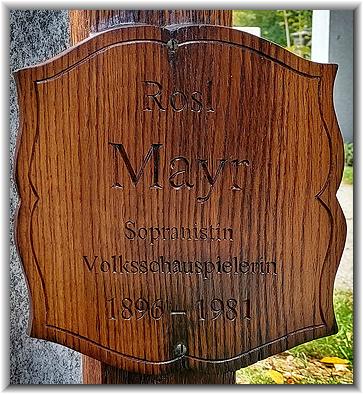 Rosl
Mayr
Sopranistin
Volksschauspielerin
1896 – 1981